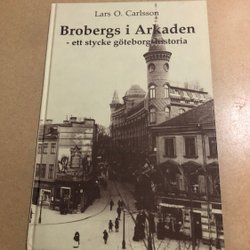 Lars O. Carlsson
Brobergs i Arkaden
- ett stycke göteborgshistoria